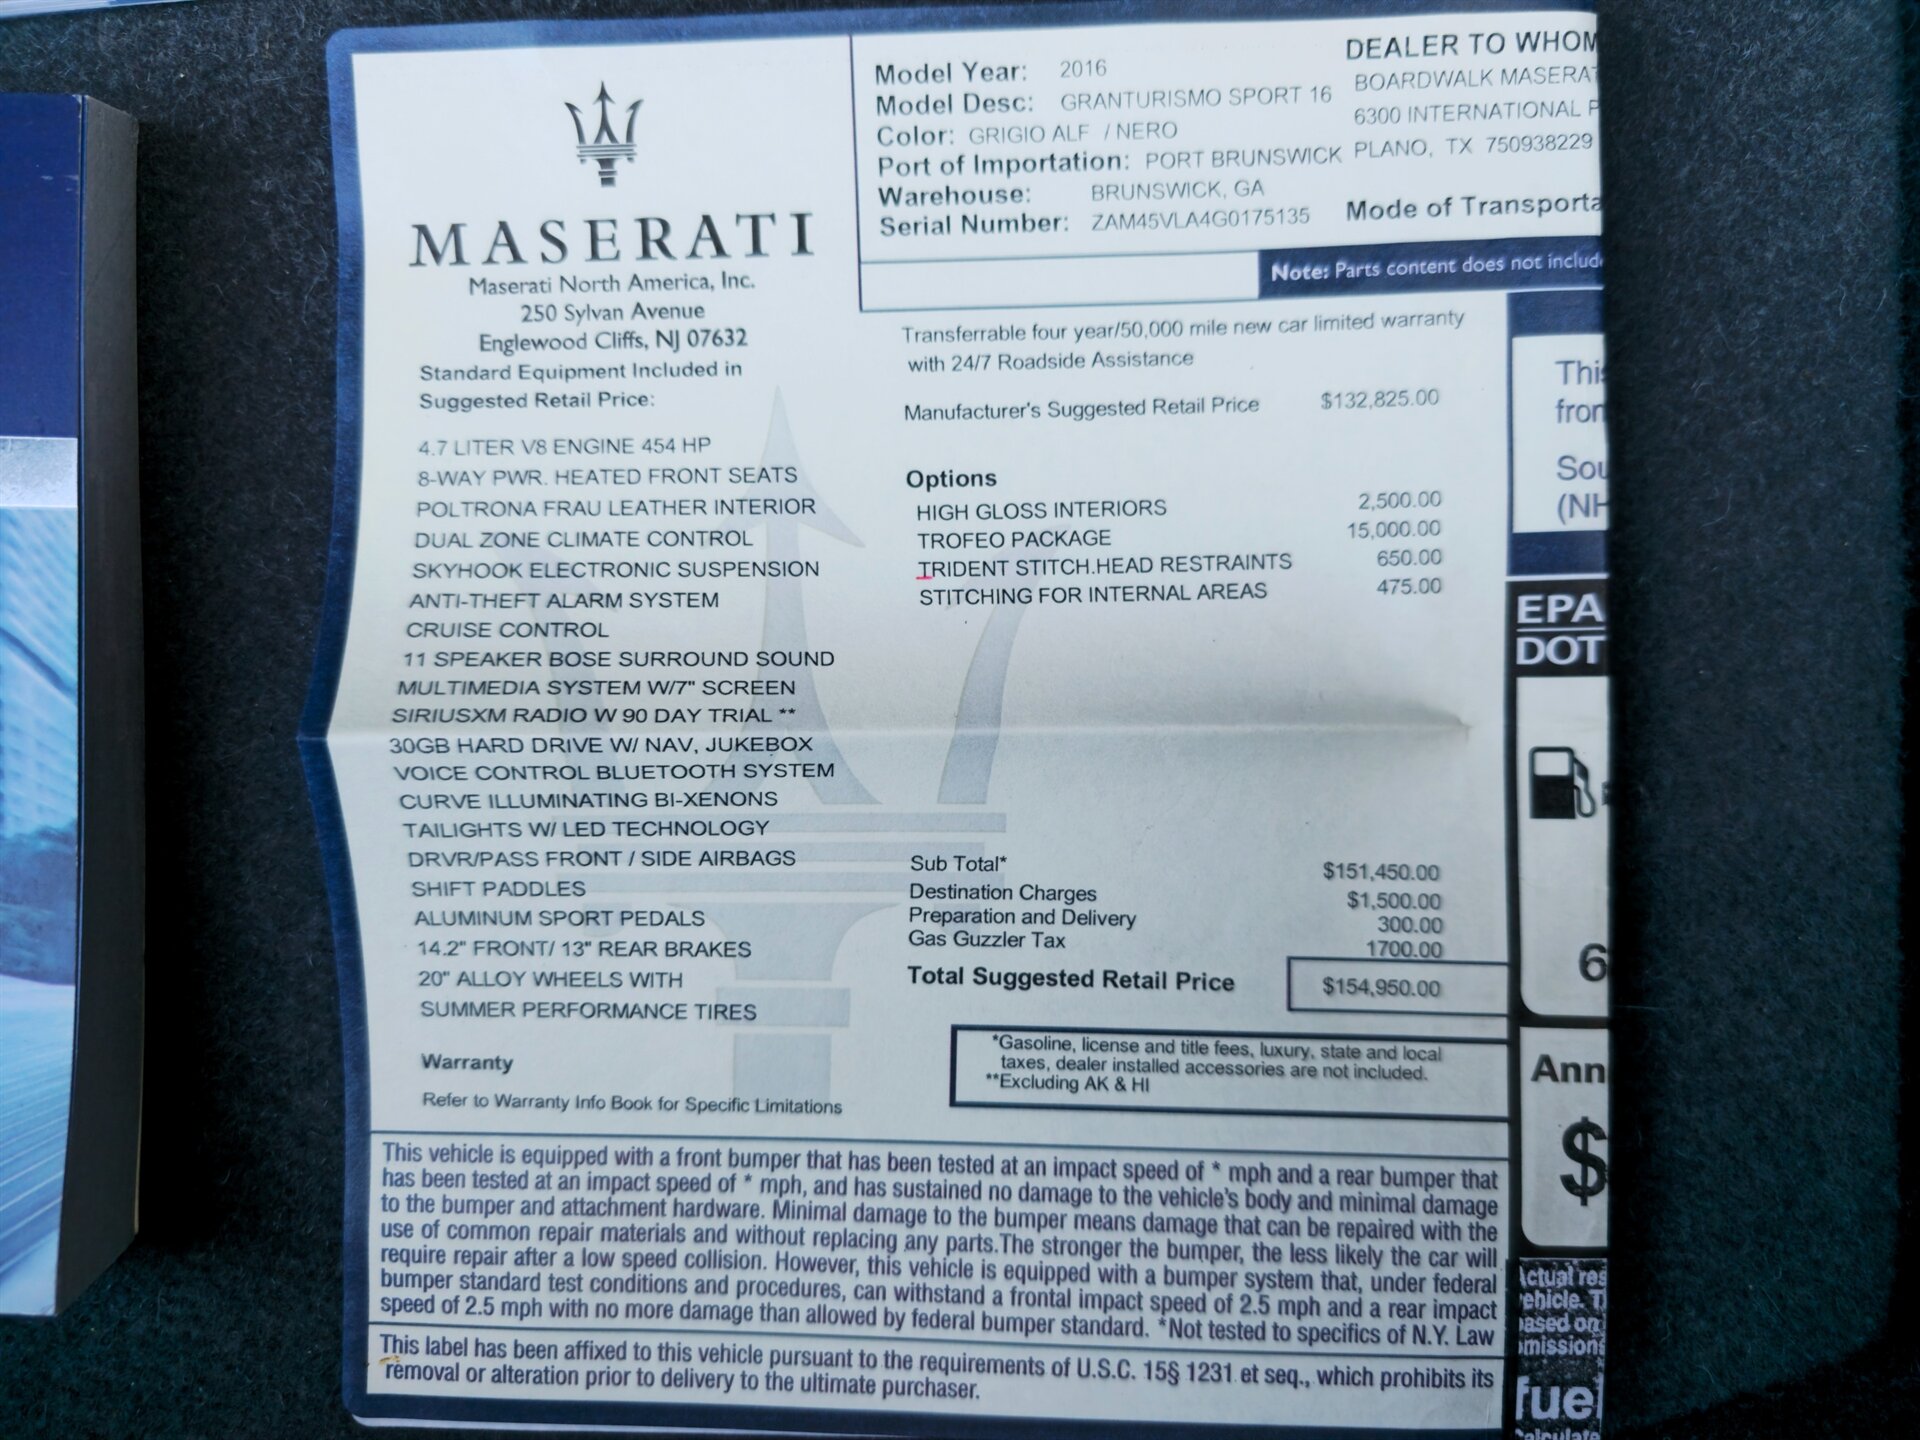 MASERATI
Maserati North America, Inc.
250 Sylvan Avenue
Englewood Cliffs, NJ 07632
Standard Equipment Included in
Suggested Retail Price:
4.7 LITER V8 ENGINE 454 HP
8-WAY PWR. HEATED FRONT SEATS
POLTRONA FRAU LEATHER INTERIOR
DUAL ZONE CLIMATE CONTROL
SKYHOOK ELECTRONIC SUSPENSION
ANTI-THEFT ALARM SYSTEM
CRUISE CONTROL
11 SPEAKER BOSE SURROUND SOUND
MULTIMEDIA SYSTEM W/7" SCREEN
SIRIUSXM RADIO W 90 DAY TRIAL **
30GB HARD DRIVE W/ NAV, JUKEBOX
VOICE CONTROL BLUETOOTH SYSTEM
CURVE ILLUMINATING BI-XENONS
TAILIGHTS W/ LED TECHNOLOGY
DRVR/PASS FRONT / SIDE AIRBAGS
SHIFT PADDLES
ALUMINUM SPORT PEDALS
14.2" FRONT/ 13" REAR BRAKES
20" ALLOY WHEELS WITH
SUMMER PERFORMANCE TIRES
Warranty
Refer to Warranty Info Book for Specific Limitations
Model Year: 2016
Model Desc: GRANTURISMO SPORT 16
Color: GRIGIO ALF / NERO
Port of Importation: PORT BRUNSWICK
Warehouse: BRUNSWICK, GA
Serial Number: ZAM45VLA4G0175135
DEALER TO WHOM
BOARDWALK MASERAT
6300 INTERNATIONAL P
PLANO, TX 750938229
Mode of Transporta
Note: Parts content does not include
Transferrable four year/50,000 mile new car limited warranty
with 24/7 Roadside Assistance
Manufacturer's Suggested Retail Price $132,825.00
Options
HIGH GLOSS INTERIORS 2,500.00
TROFEO PACKAGE 15,000.00
TRIDENT STITCH.HEAD RESTRAINTS 650.00
STITCHING FOR INTERNAL AREAS 475.00
Sub Total* $151,450.00
Destination Charges $1,500.00
Preparation and Delivery 300.00
Gas Guzzler Tax 1700.00
Total Suggested Retail Price $154,950.00
*Gasoline, license and title fees, luxury, state and local
taxes, dealer installed accessories are not included.
**Excluding AK & HI
This
from
Sou
(NH
EPA
DOT
6
Ann
$
Actual res
vehicle. T
based on
emissions
fuel
Calculate
This vehicle is equipped with a front bumper that has been tested at an impact speed of * mph and a rear bumper that
has been tested at an impact speed of * mph, and has sustained no damage to the vehicle's body and minimal damage
to the bumper and attachment hardware. Minimal damage to the bumper means damage that can be repaired with the
use of common repair materials and without replacing any parts.The stronger the bumper, the less likely the car will
require repair after a low speed collision. However, this vehicle is equipped with a bumper system that, under federal
bumper standard test conditions and procedures, can withstand a frontal impact speed of 2.5 mph and a rear impact
speed of 2.5 mph with no more damage than allowed by federal bumper standard. *Not tested to specifics of N.Y. Law
This label has been affixed to this vehicle pursuant to the requirements of U.S.C. 15§ 1231 et seq., which prohibits its
removal or alteration prior to delivery to the ultimate purchaser.